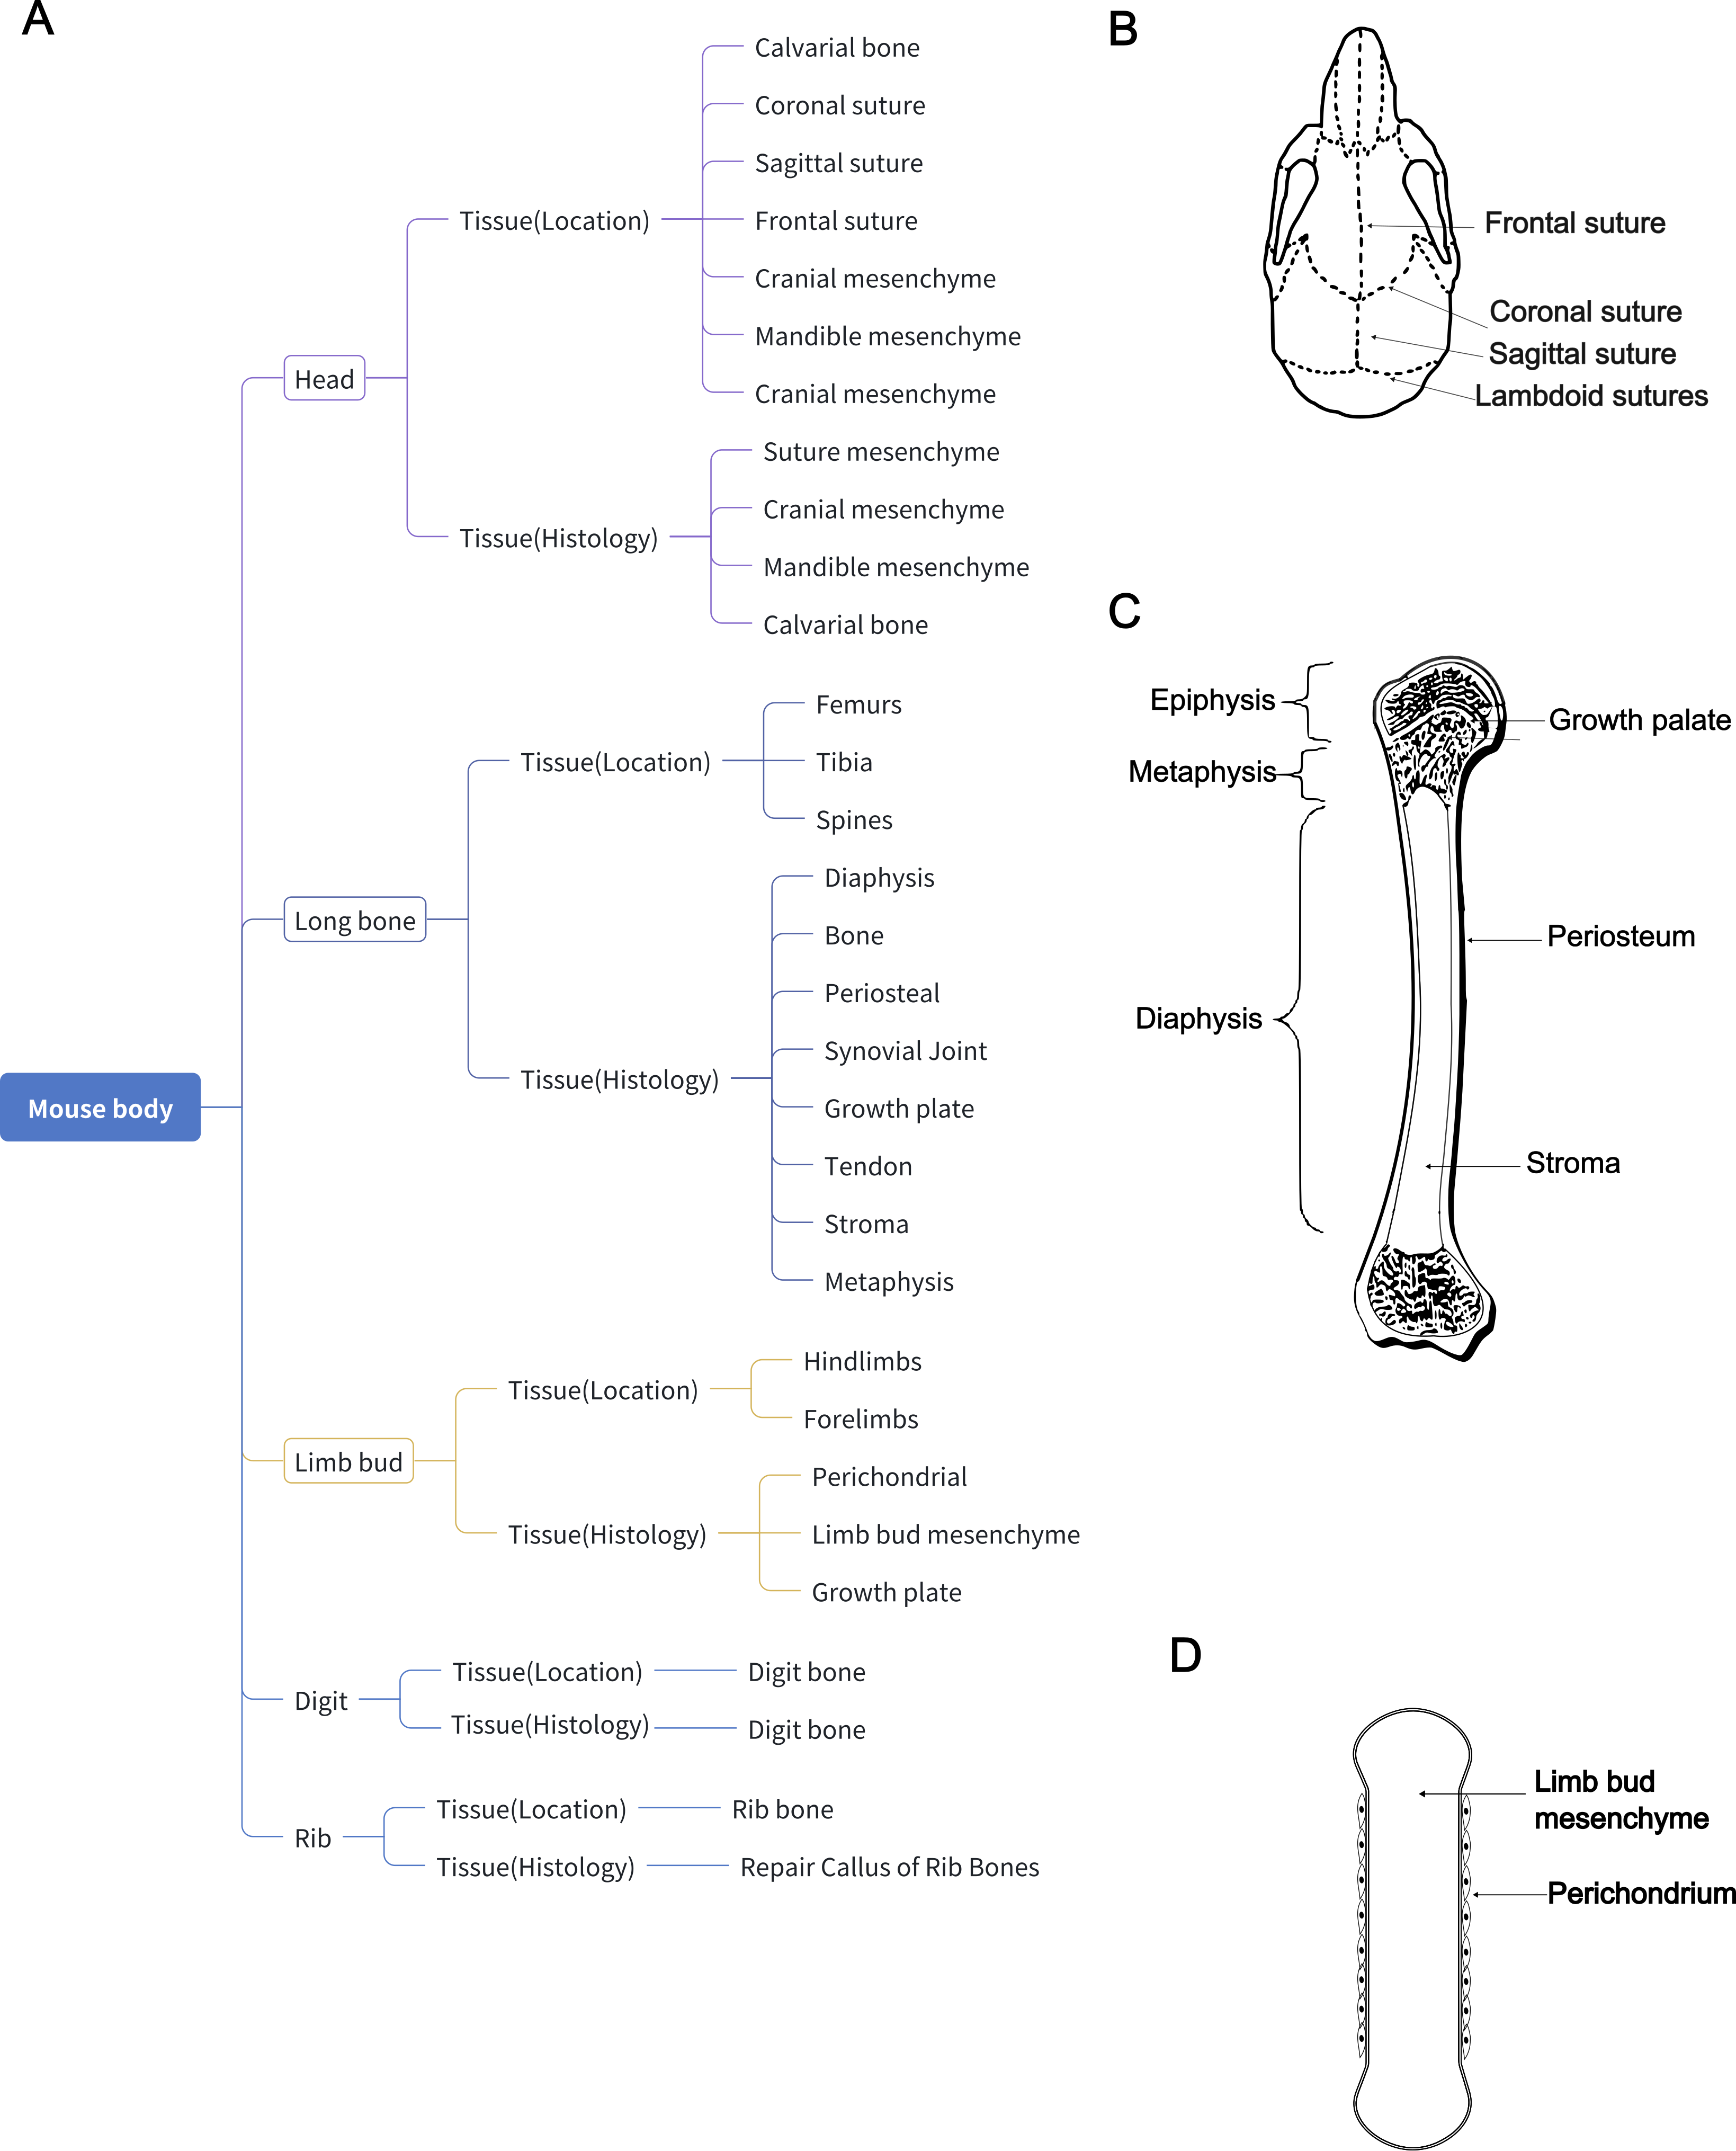 A
Mouse body
Head
Tissue(Location)
Calvarial bone
Coronal suture
Sagittal suture
Frontal suture
Cranial mesenchyme
Mandible mesenchyme
Cranial mesenchyme
Tissue(Histology)
Suture mesenchyme
Cranial mesenchyme
Mandible mesenchyme
Calvarial bone
Long bone
Tissue(Location)
Femurs
Tibia
Spines
Tissue(Histology)
Diaphysis
Bone
Periosteal
Synovial Joint
Growth plate
Tendon
Stroma
Metaphysis
Limb bud
Tissue(Location)
Hindlimbs
Forelimbs
Tissue(Histology)
Perichondrial
Limb bud mesenchyme
Growth plate
Digit
Tissue(Location)
Digit bone
Tissue(Histology)
Digit bone
Rib
Tissue(Location)
Rib bone
Tissue(Histology)
Repair Callus of Rib Bones
B
Frontal suture
Coronal suture
Sagittal suture
Lambdoid sutures
C
Epiphysis
Growth palate
Metaphysis
Periosteum
Diaphysis
Stroma
D
Limb bud
mesenchyme
Perichondrium